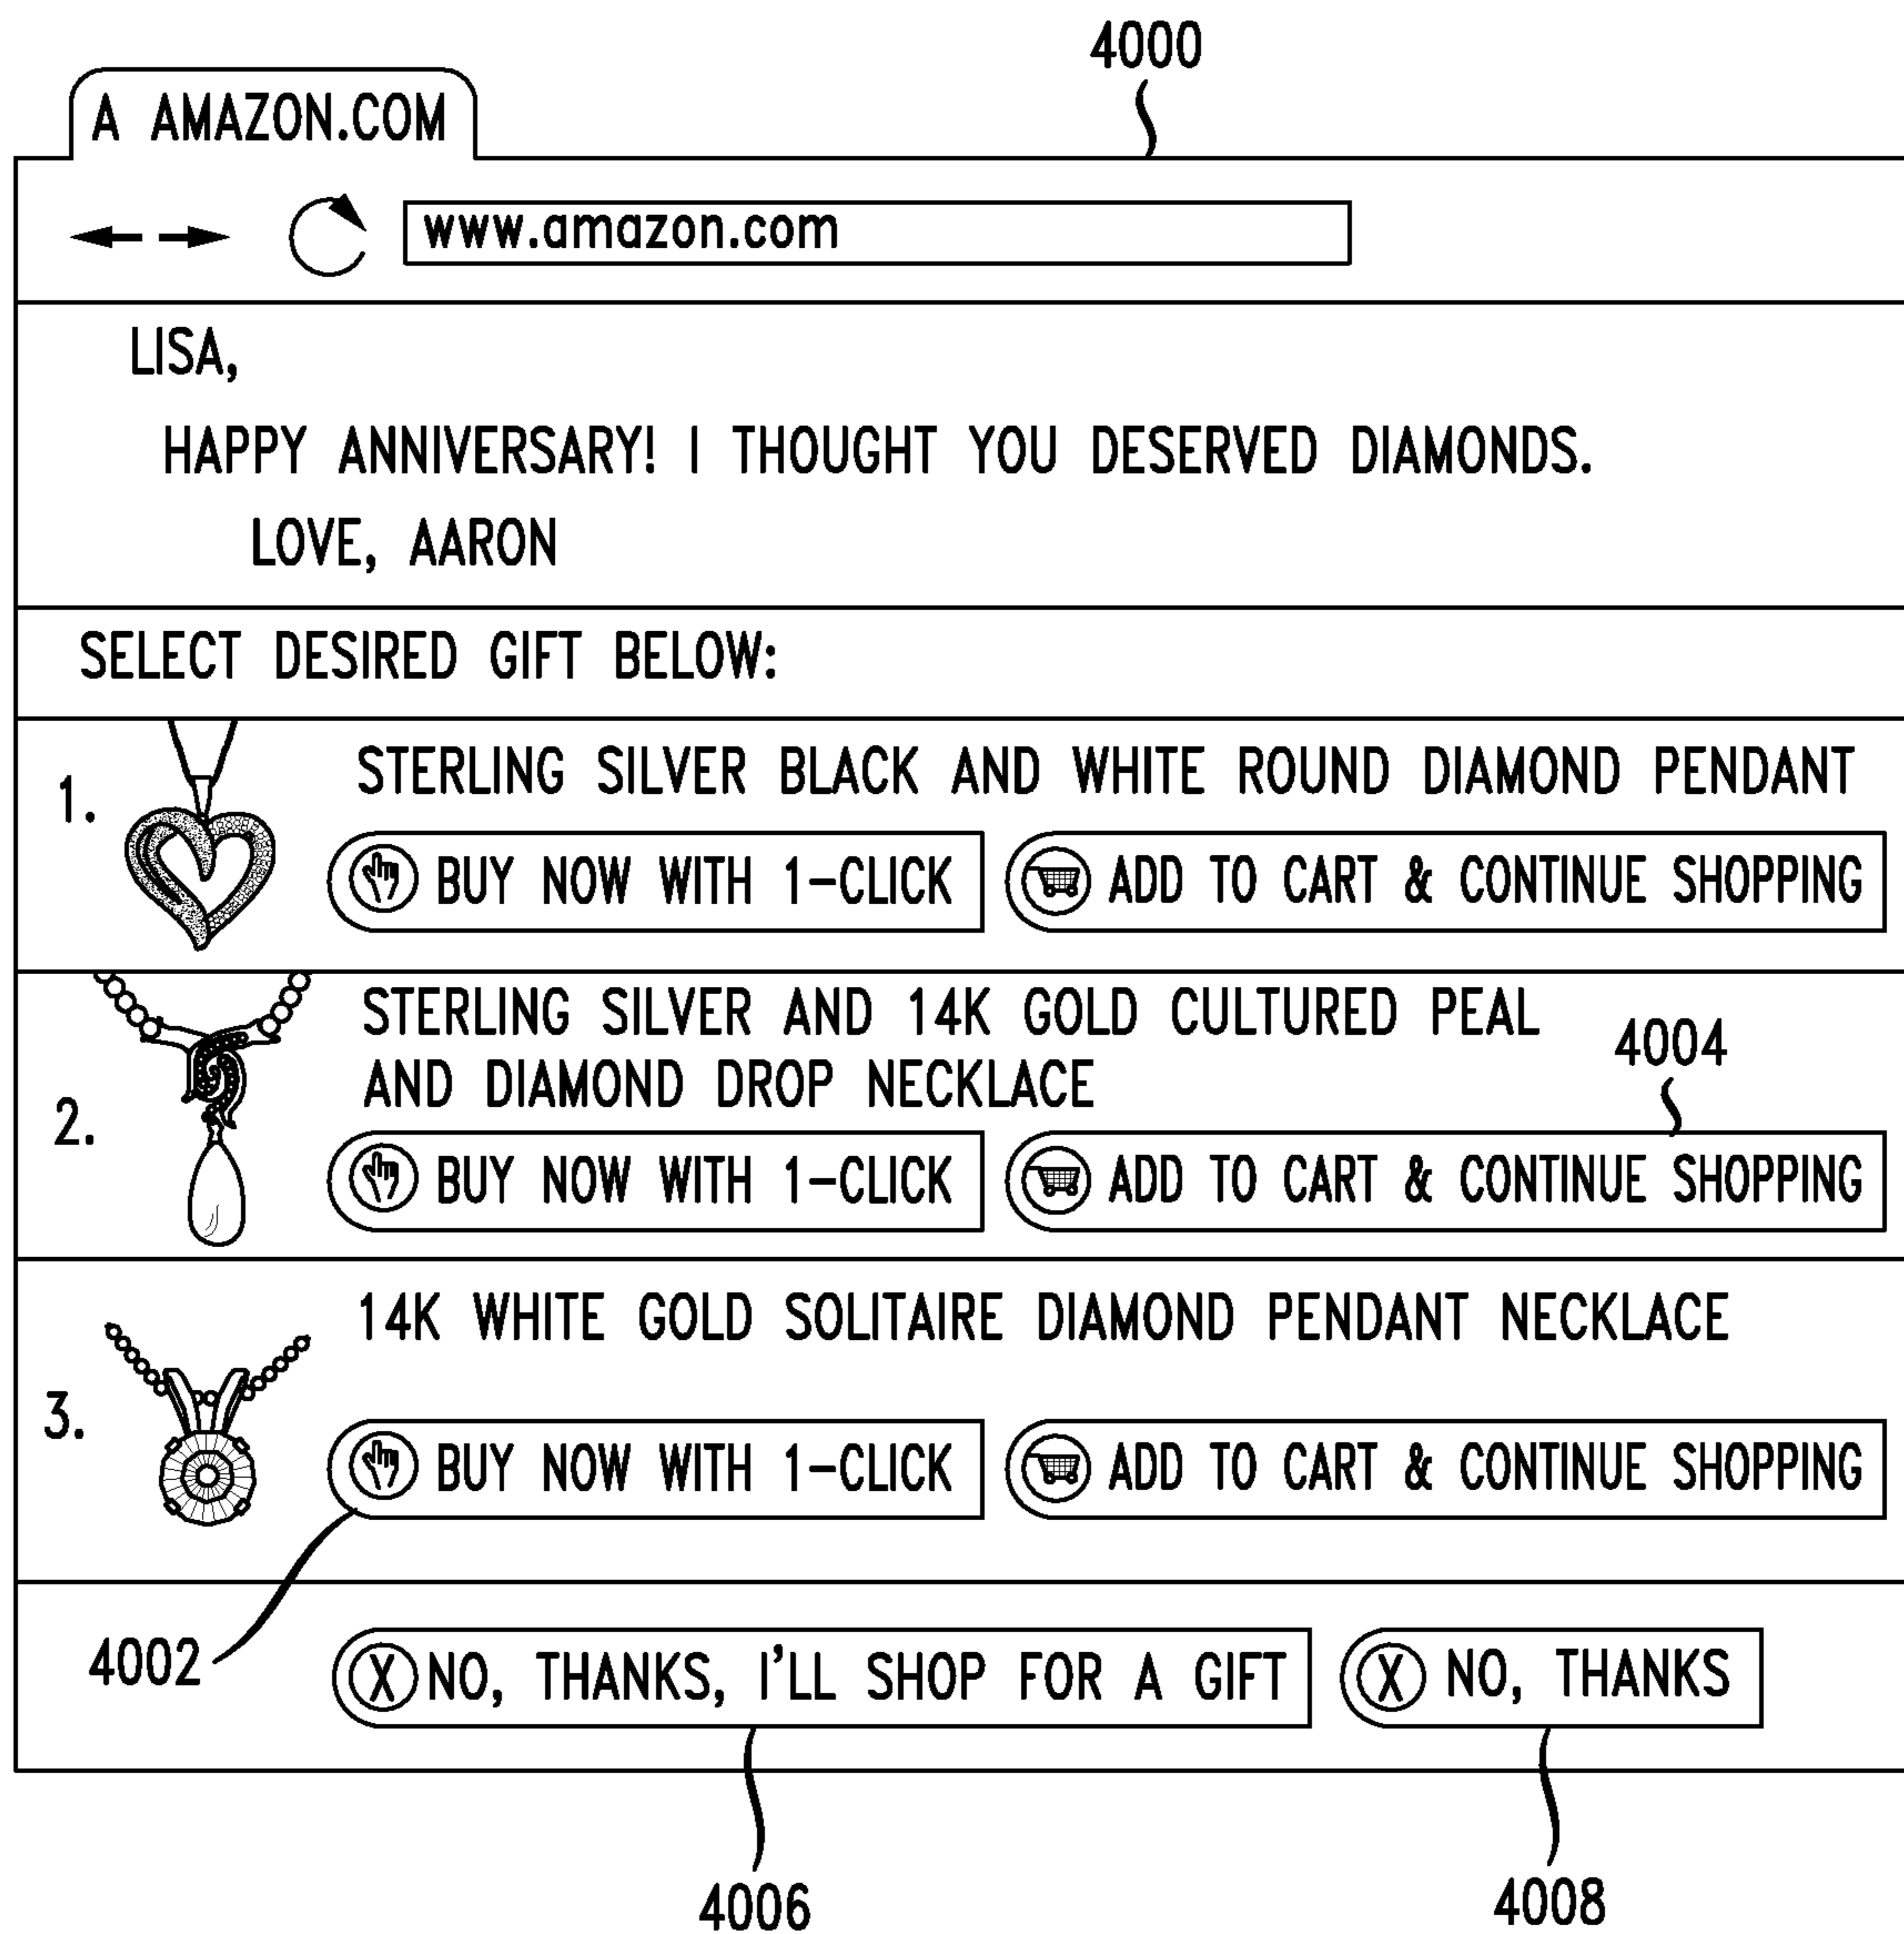 4000
A AMAZON.COM
www.amazon.com
LISA,
HAPPY ANNIVERSARY! I THOUGHT YOU DESERVED DIAMONDS.
LOVE, AARON
SELECT DESIRED GIFT BELOW:
1.
STERLING SILVER BLACK AND WHITE ROUND DIAMOND PENDANT
BUY NOW WITH 1-CLICK
ADD TO CART & CONTINUE SHOPPING
2.
STERLING SILVER AND 14K GOLD CULTURED PEAL
AND DIAMOND DROP NECKLACE
4004
BUY NOW WITH 1-CLICK
ADD TO CART & CONTINUE SHOPPING
3.
14K WHITE GOLD SOLITAIRE DIAMOND PENDANT NECKLACE
BUY NOW WITH 1-CLICK
ADD TO CART & CONTINUE SHOPPING
4002
X NO, THANKS, I'LL SHOP FOR A GIFT
X NO, THANKS
4006
4008